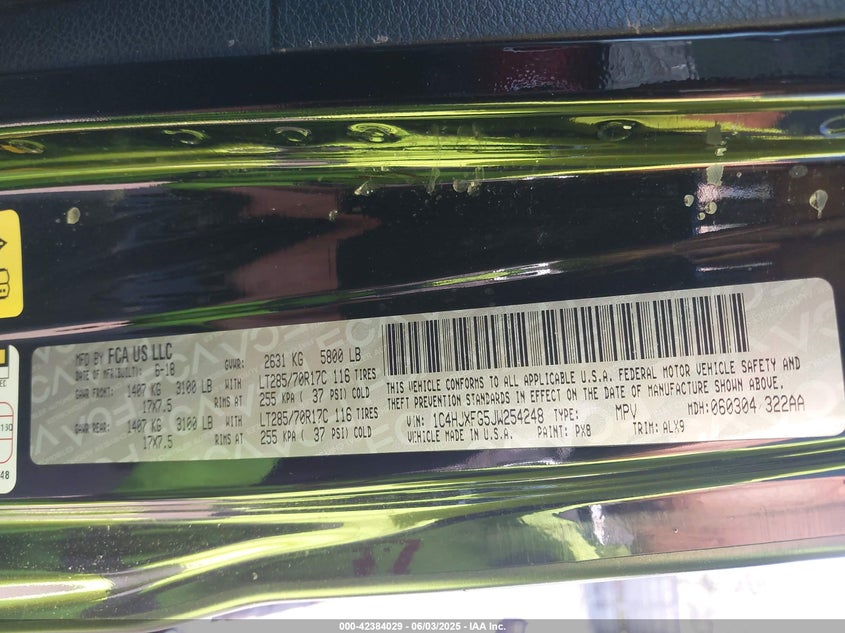 MFD BY FCA US LLC
DATE OF MFG(BUILT): 6-18
GVWR: 2631 KG 5800 LB
GAWR FRONT: 1407 KG 3100 LB WITH LT285/70R17C 116 TIRES
17X7.5 RIMS AT 255 KPA ( 37 PSI) COLD
GAWR REAR: 1407 KG 3100 LB WITH LT285/70R17C 116 TIRES
17X7.5 RIMS AT 255 KPA ( 37 PSI) COLD
THIS VEHICLE CONFORMS TO ALL APPLICABLE U.S.A. FEDERAL MOTOR VEHICLE SAFETY AND
THEFT PREVENTION STANDARDS IN EFFECT ON THE DATE OF MANUFACTURE SHOWN ABOVE.
VIN: 1C4HJXFG5JW254248 TYPE: MPV MDH: 060304 322AA
VEHICLE MADE IN U.S.A. PAINT: PX8 TRIM: ALX9
EC
130
48
000-42384029 - 06/03/2025 - IAA Inc.